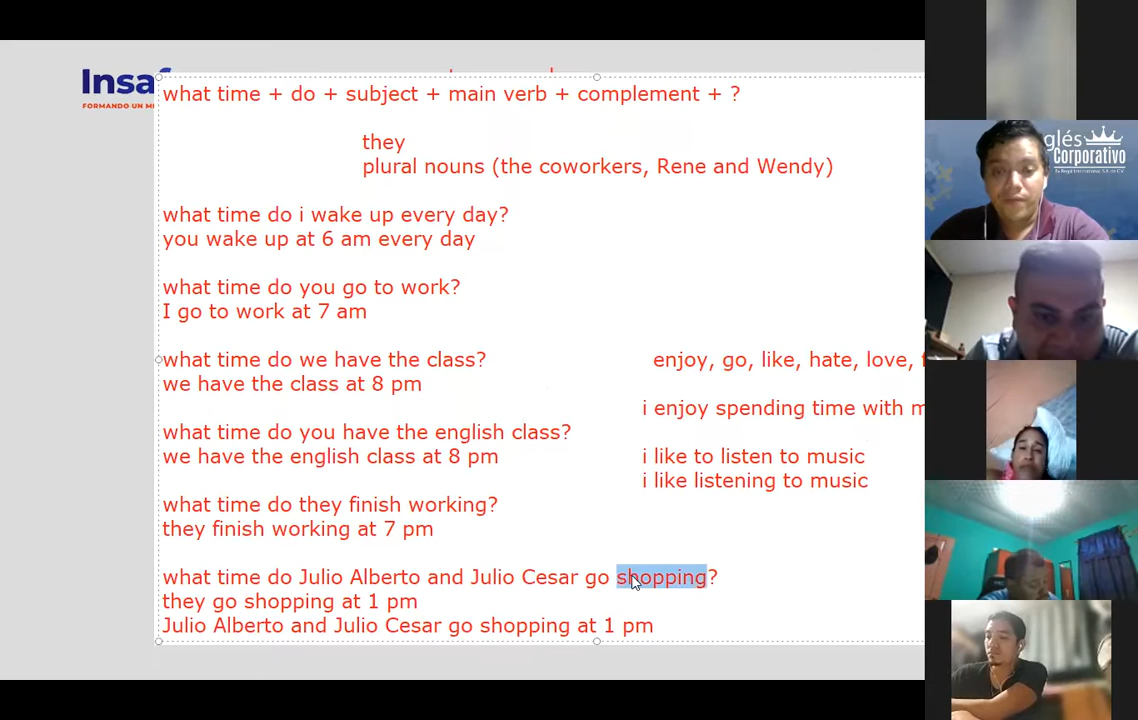 Insaf
FORMANDO UN MI
what time + do + subject + main verb + complement + ?
they
plural nouns (the coworkers, Rene and Wendy)
what time do i wake up every day?
you wake up at 6 am every day
what time do you go to work?
I go to work at 7 am
what time do we have the class?
we have the class at 8 pm
what time do you have the english class?
we have the english class at 8 pm
what time do they finish working?
they finish working at 7 pm
what time do Julio Alberto and Julio Cesar go shopping?
they go shopping at 1 pm
Julio Alberto and Julio Cesar go shopping at 1 pm
enjoy, go, like, hate, love,
i enjoy spending time with m
i like to listen to music
i like listening to music
glés
Corporativo